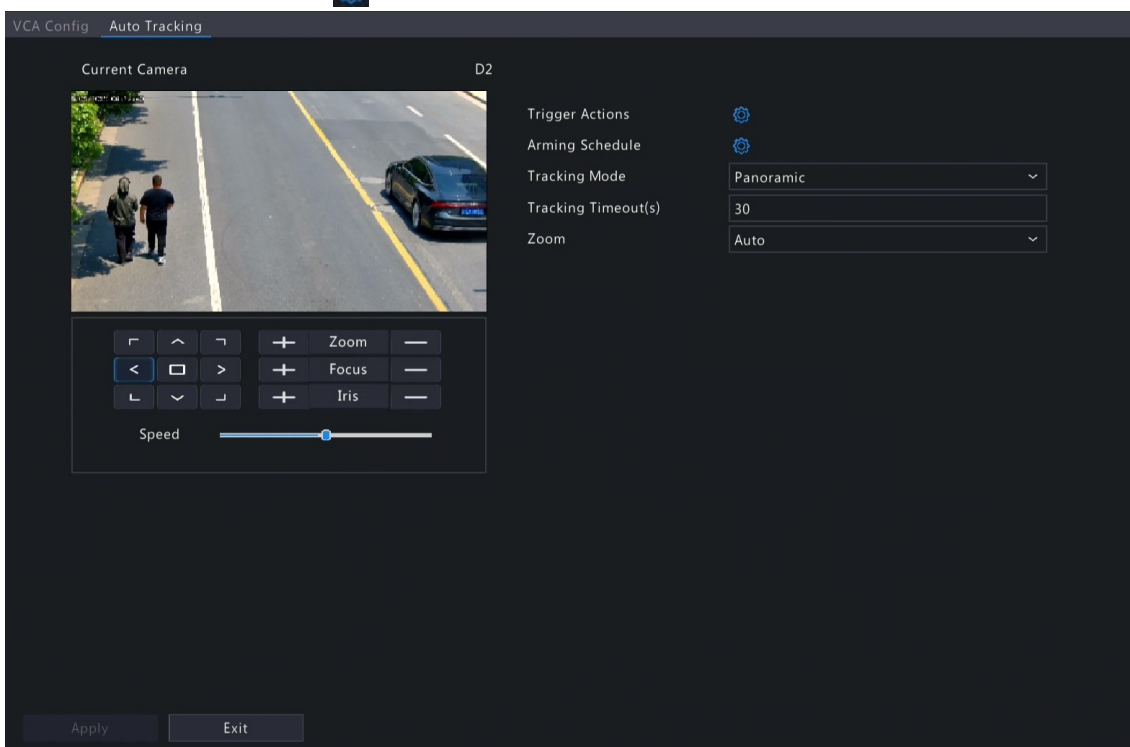 VCA Config Auto Tracking
Current Camera D2
Trigger Actions
Arming Schedule
Tracking Mode Panoramic
Tracking Timeout(s) 30
Zoom Auto
Zoom
Focus
Iris
Speed
Apply Exit